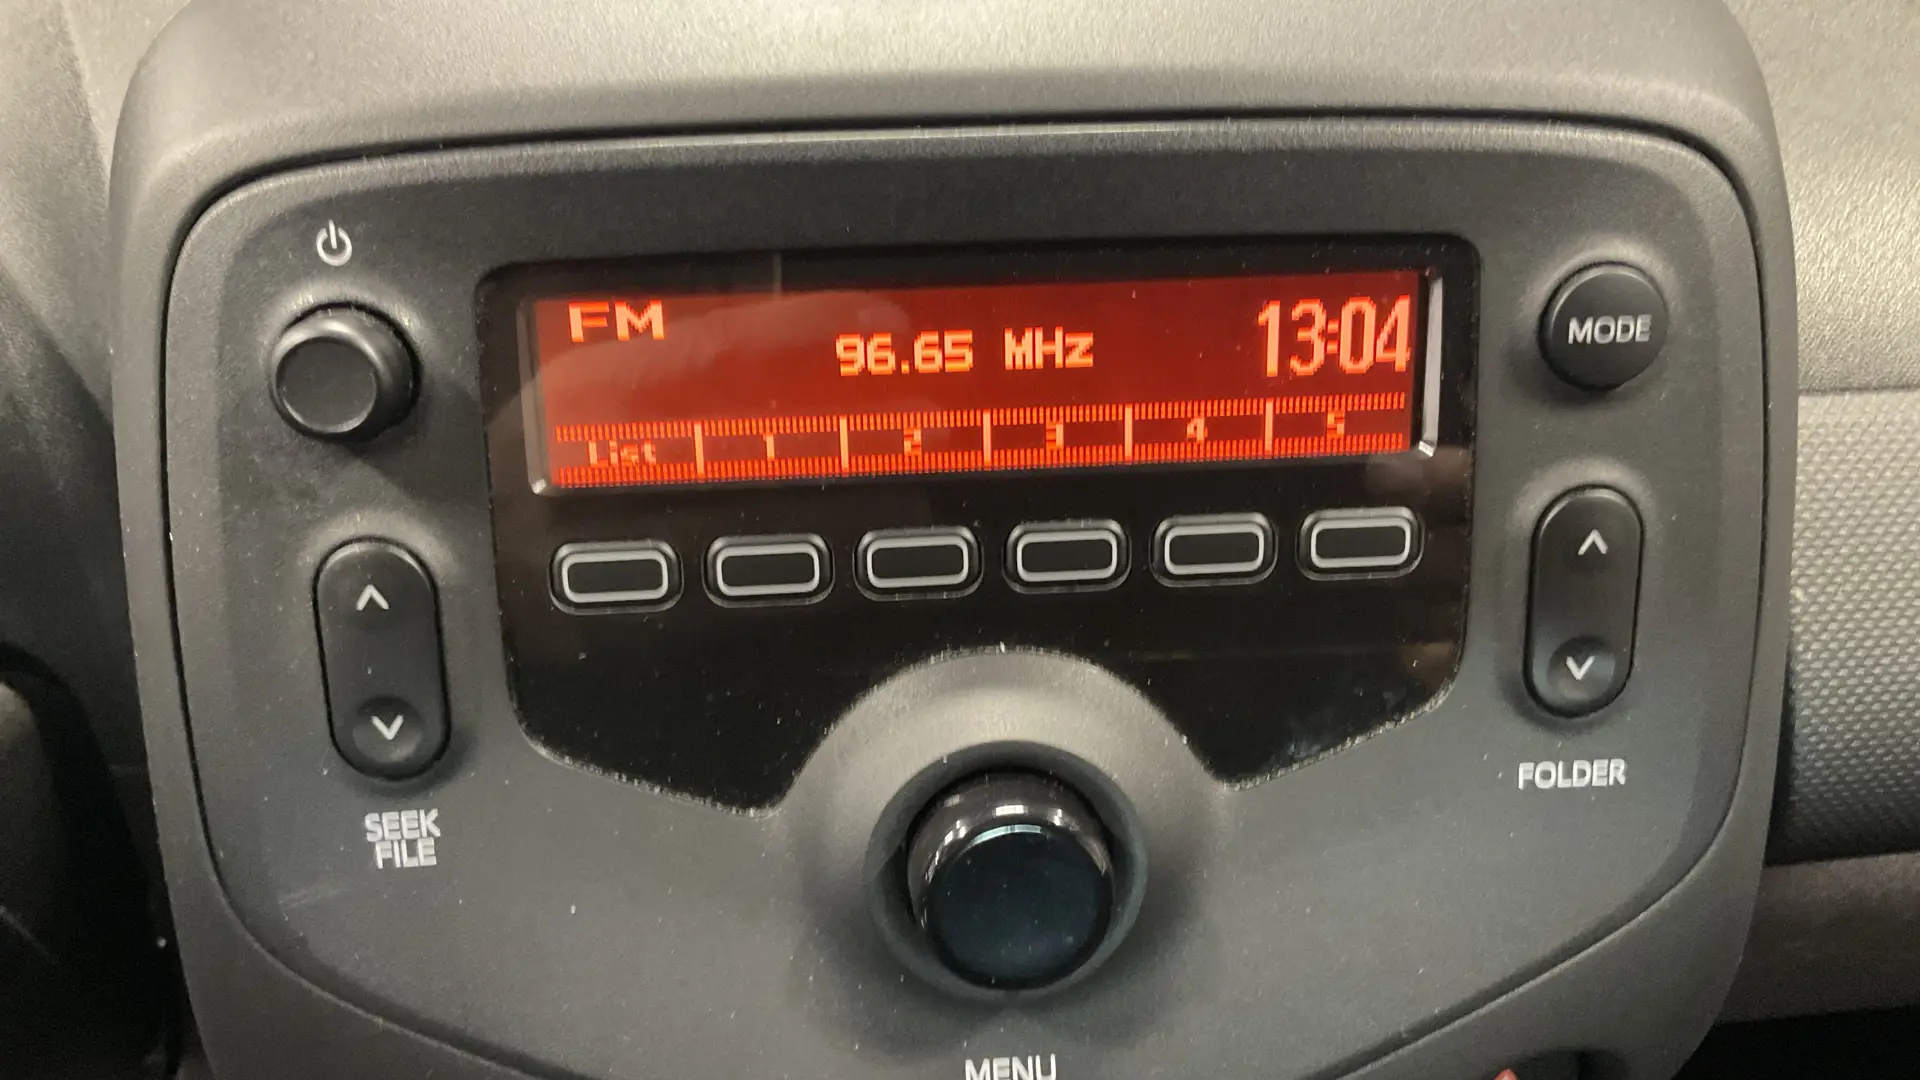 FM
96.65 MHz
13:04
List 1 2 3 4 5
MODE
SEEK
FILE
FOLDER
MENU